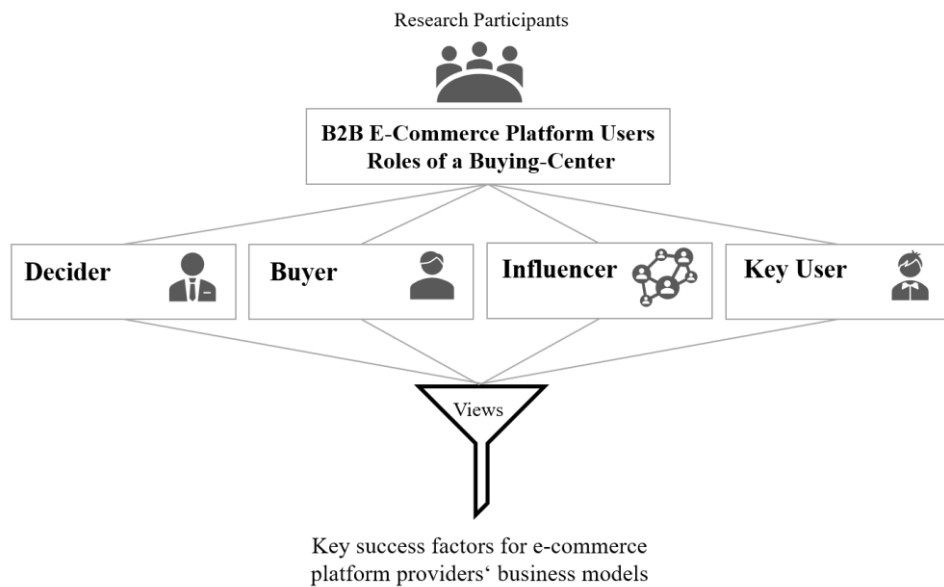 Research Participants
B2B E-Commerce Platform Users
Roles of a Buying-Center
Decider
Buyer
Influencer
Key User
Views
Key success factors for e-commerce
platform providers‘ business models